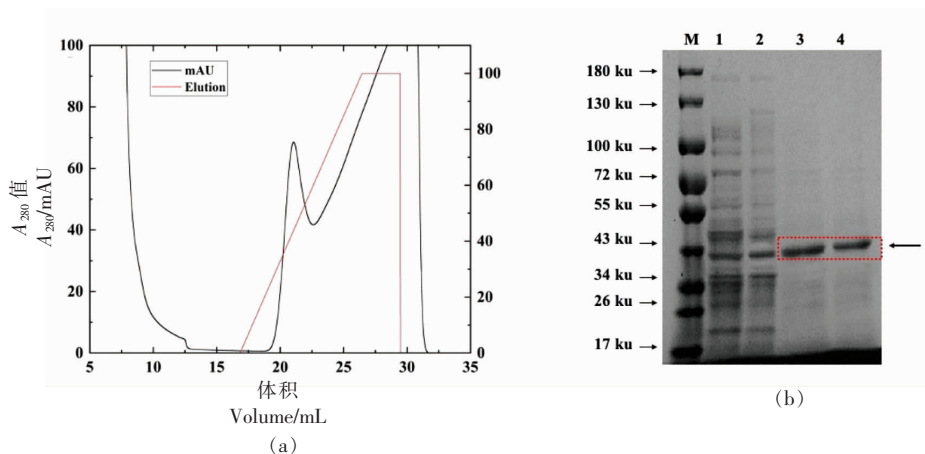 100
80
60
40
20
0
A280 值
A280/mAU
mAU
Elution
100
80
60
40
20
0
5 10 15 20 25 30 35
体积
Volume/mL
(a)
M 1 2 3 4
180 ku
130 ku
100 ku
72 ku
55 ku
43 ku
34 ku
26 ku
17 ku
(b)